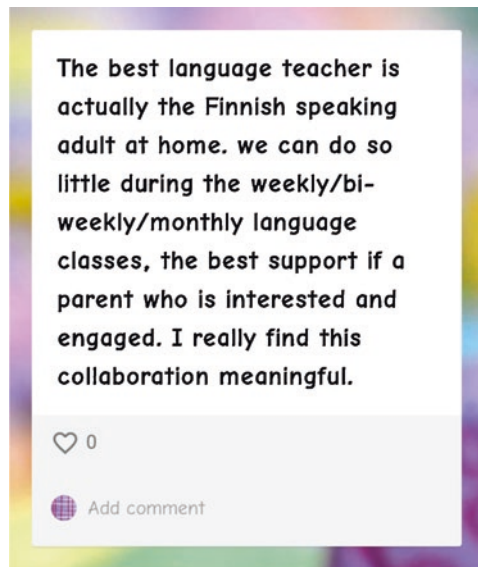 The best language teacher is
actually the Finnish speaking
adult at home. we can do so
little during the weekly/bi-
weekly/monthly language
classes, the best support if a
parent who is interested and
engaged. I really find this
collaboration meaningful.
0
Add comment